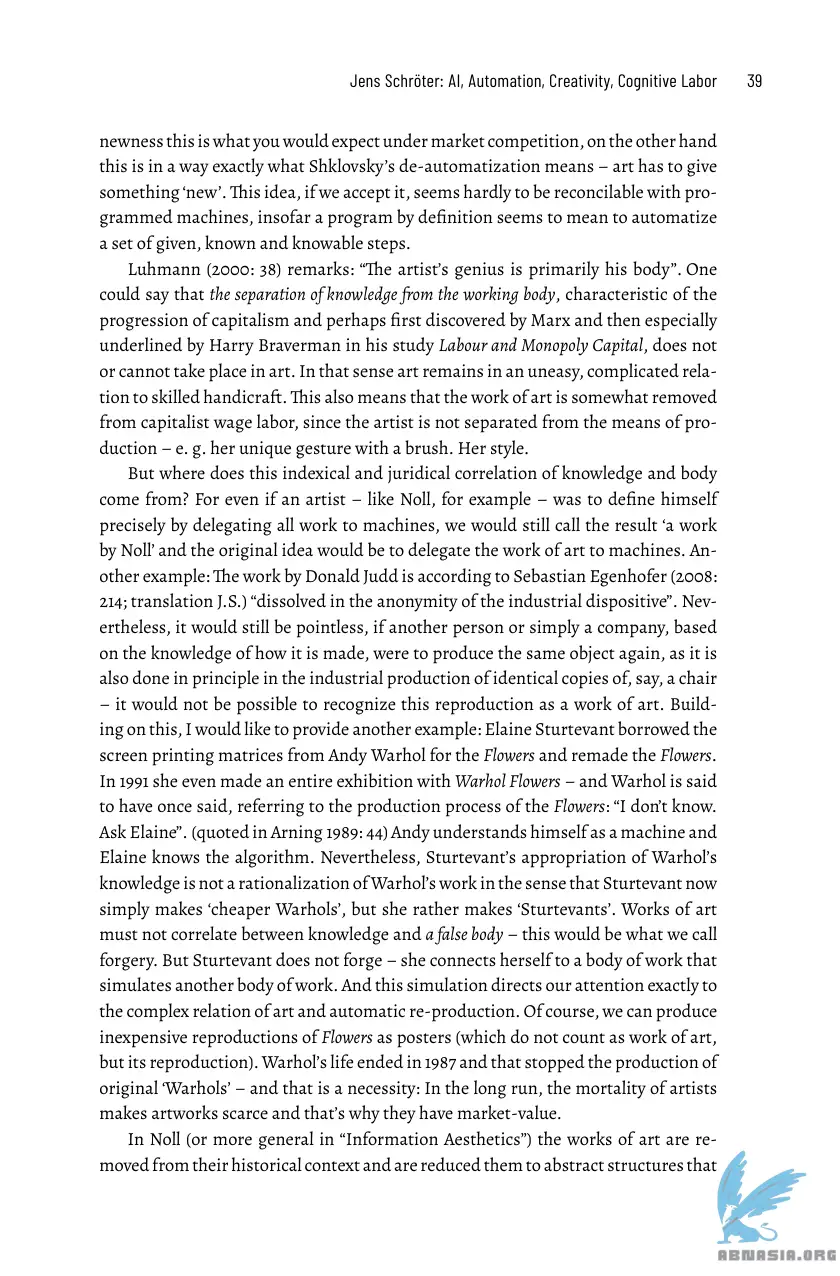 Jens Schröter: AI, Automation, Creativity, Cognitive Labor 39
newness this is what you would expect under market competition, on the other hand
this is in a way exactly what Shklovsky’s de-automatization means – art has to give
something ‘new’. This idea, if we accept it, seems hardly to be reconcilable with pro-
grammed machines, insofar a program by definition seems to mean to automatize
a set of given, known and knowable steps.
Luhmann (2000: 38) remarks: “The artist’s genius is primarily his body”. One
could say that the separation of knowledge from the working body, characteristic of the
progression of capitalism and perhaps first discovered by Marx and then especially
underlined by Harry Braverman in his study Labour and Monopoly Capital, does not
or cannot take place in art. In that sense art remains in an uneasy, complicated rela-
tion to skilled handicraft. This also means that the work of art is somewhat removed
from capitalist wage labor, since the artist is not separated from the means of pro-
duction – e. g. her unique gesture with a brush. Her style.
But where does this indexical and juridical correlation of knowledge and body
come from? For even if an artist – like Noll, for example – was to define himself
precisely by delegating all work to machines, we would still call the result ‘a work
by Noll’ and the original idea would be to delegate the work of art to machines. An-
other example: The work by Donald Judd is according to Sebastian Egenhofer (2008:
214; translation J.S.) “dissolved in the anonymity of the industrial dispositive”. Nev-
ertheless, it would still be pointless, if another person or simply a company, based
on the knowledge of how it is made, were to produce the same object again, as it is
also done in principle in the industrial production of identical copies of, say, a chair
– it would not be possible to recognize this reproduction as a work of art. Build-
ing on this, I would like to provide another example: Elaine Sturtevant borrowed the
screen printing matrices from Andy Warhol for the Flowers and remade the Flowers.
In 1991 she even made an entire exhibition with Warhol Flowers – and Warhol is said
to have once said, referring to the production process of the Flowers: “I don’t know.
Ask Elaine”. (quoted in Arning 1989: 44) Andy understands himself as a machine and
Elaine knows the algorithm. Nevertheless, Sturtevant’s appropriation of Warhol’s
knowledge is not a rationalization of Warhol’s work in the sense that Sturtevant now
simply makes ‘cheaper Warhols’, but she rather makes ‘Sturtevants’. Works of art
must not correlate between knowledge and a false body – this would be what we call
forgery. But Sturtevant does not forge – she connects herself to a body of work that
simulates another body of work. And this simulation directs our attention exactly to
the complex relation of art and automatic re-production. Of course, we can produce
inexpensive reproductions of Flowers as posters (which do not count as work of art,
but its reproduction). Warhol’s life ended in 1987 and that stopped the production of
original ‘Warhols’ – and that is a necessity: In the long run, the mortality of artists
makes artworks scarce and that’s why they have market-value.
In Noll (or more general in “Information Aesthetics”) the works of art are re-
moved from their historical context and are reduced them to abstract structures that
ABNASIA.ORG